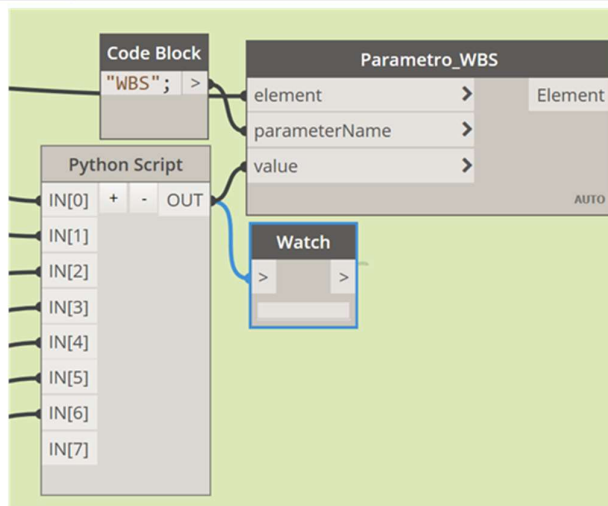 Code Block
"WBS"; >
Parametro_WBS
element >
Element
parameterName >
value >
AUTO
Python Script
IN[0] + - OUT
IN[1]
IN[2]
IN[3]
IN[4]
IN[5]
IN[6]
IN[7]
Watch
> >